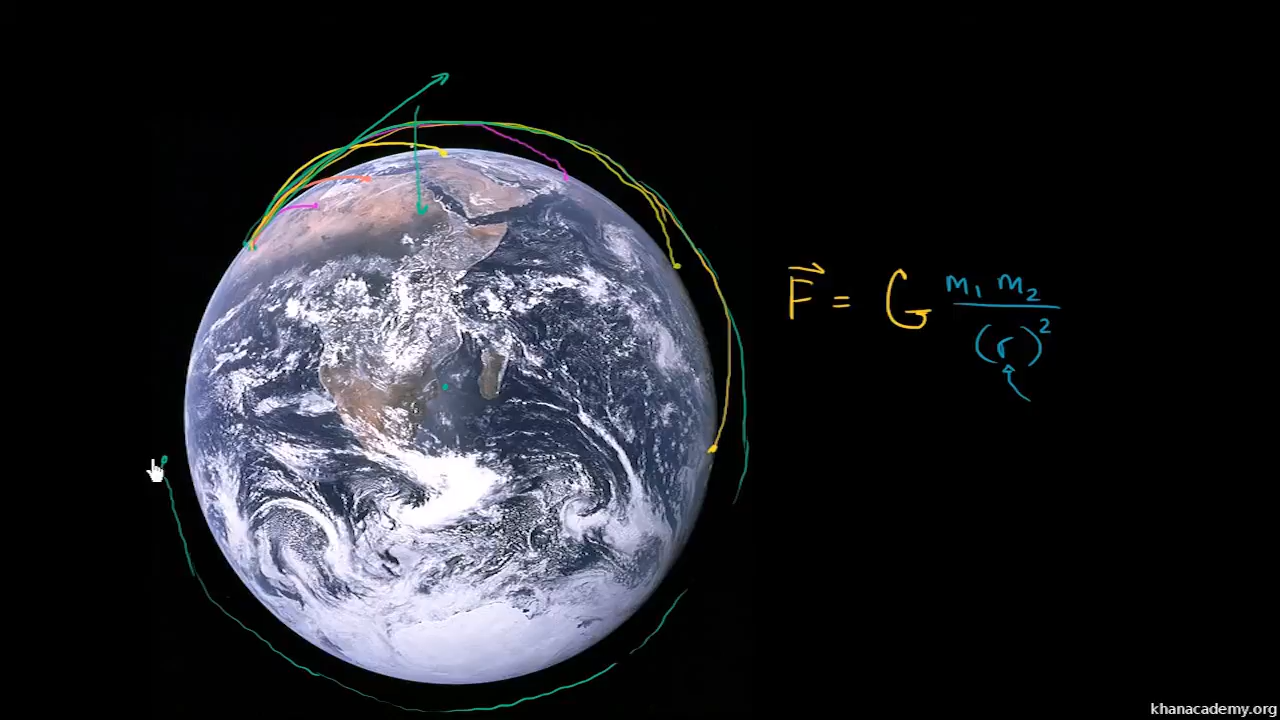 F⃗ = G m₁ m₂ / (r)²
khanacademy.org